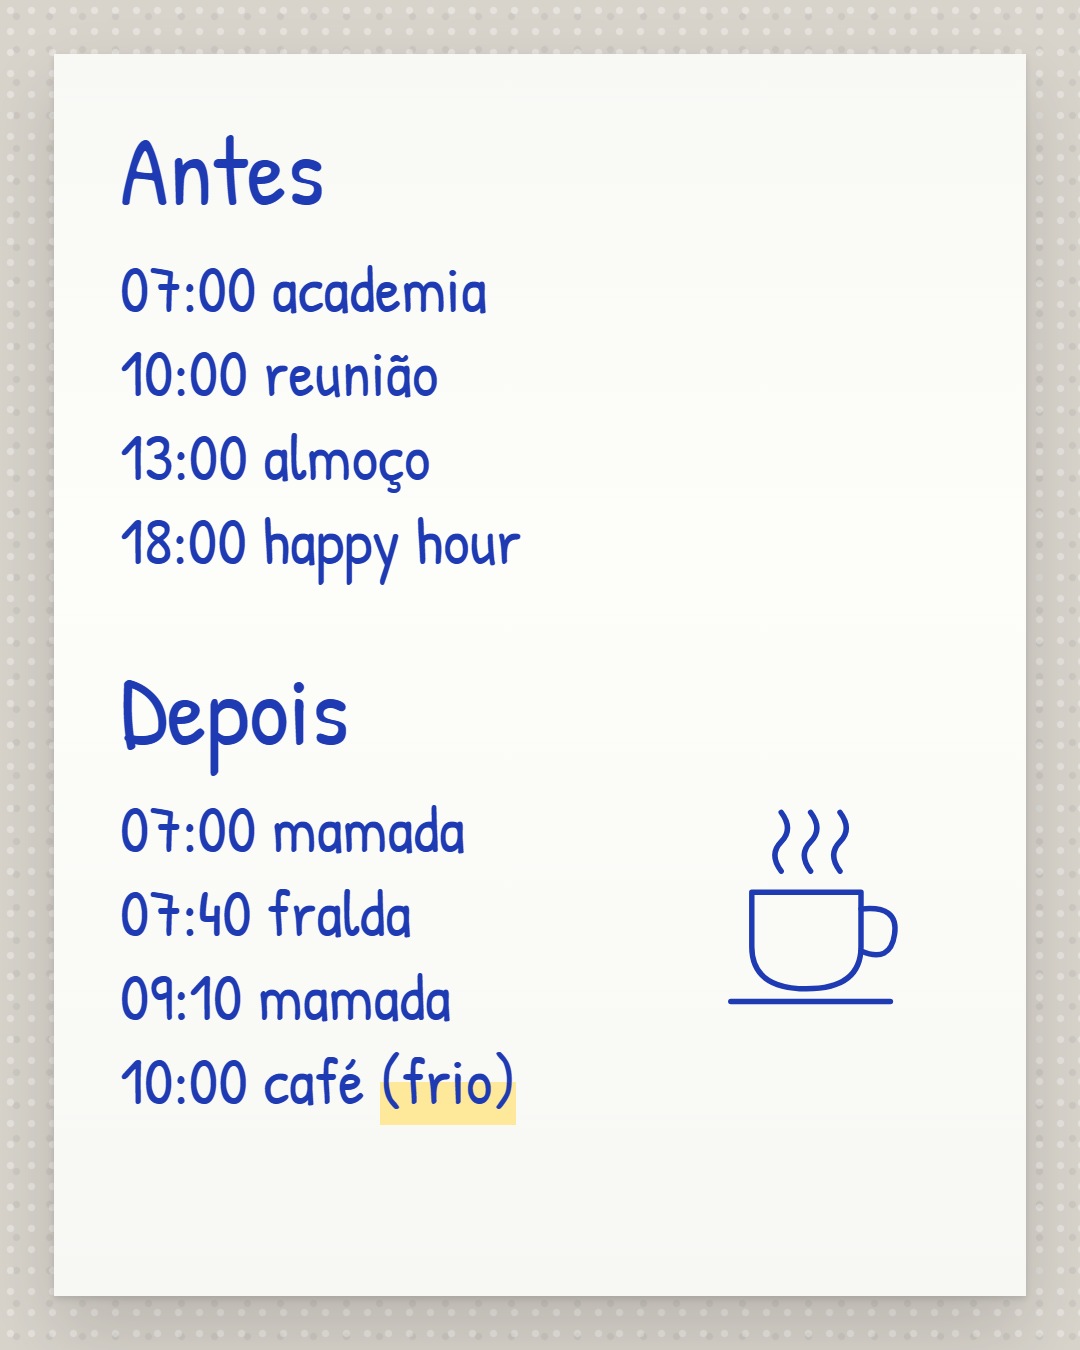 Antes
07:00 academia
10:00 reunião
13:00 almoço
18:00 happy hour
Depois
07:00 mamada
07:40 fralda
09:10 mamada
10:00 café (frio)